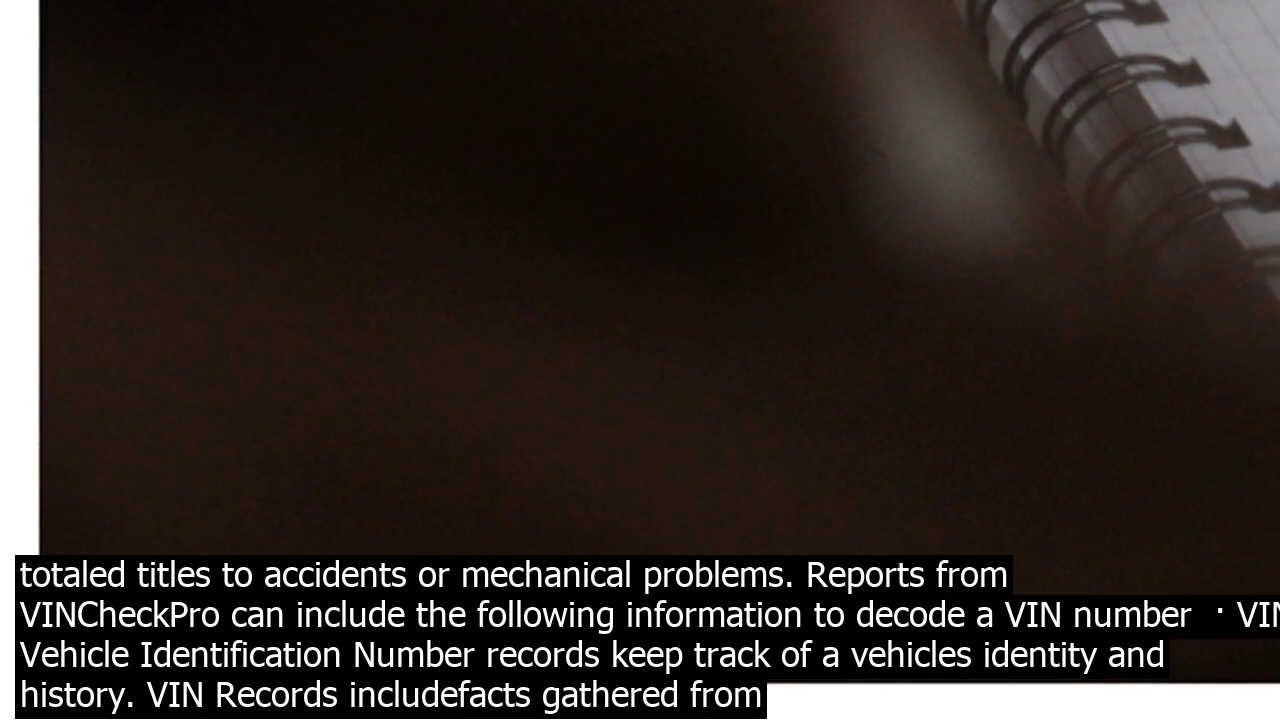 totaled titles to accidents or mechanical problems. Reports from
VINCheckPro can include the following information to decode a VIN number · VIN
Vehicle Identification Number records keep track of a vehicles identity and
history. VIN Records includefacts gathered from